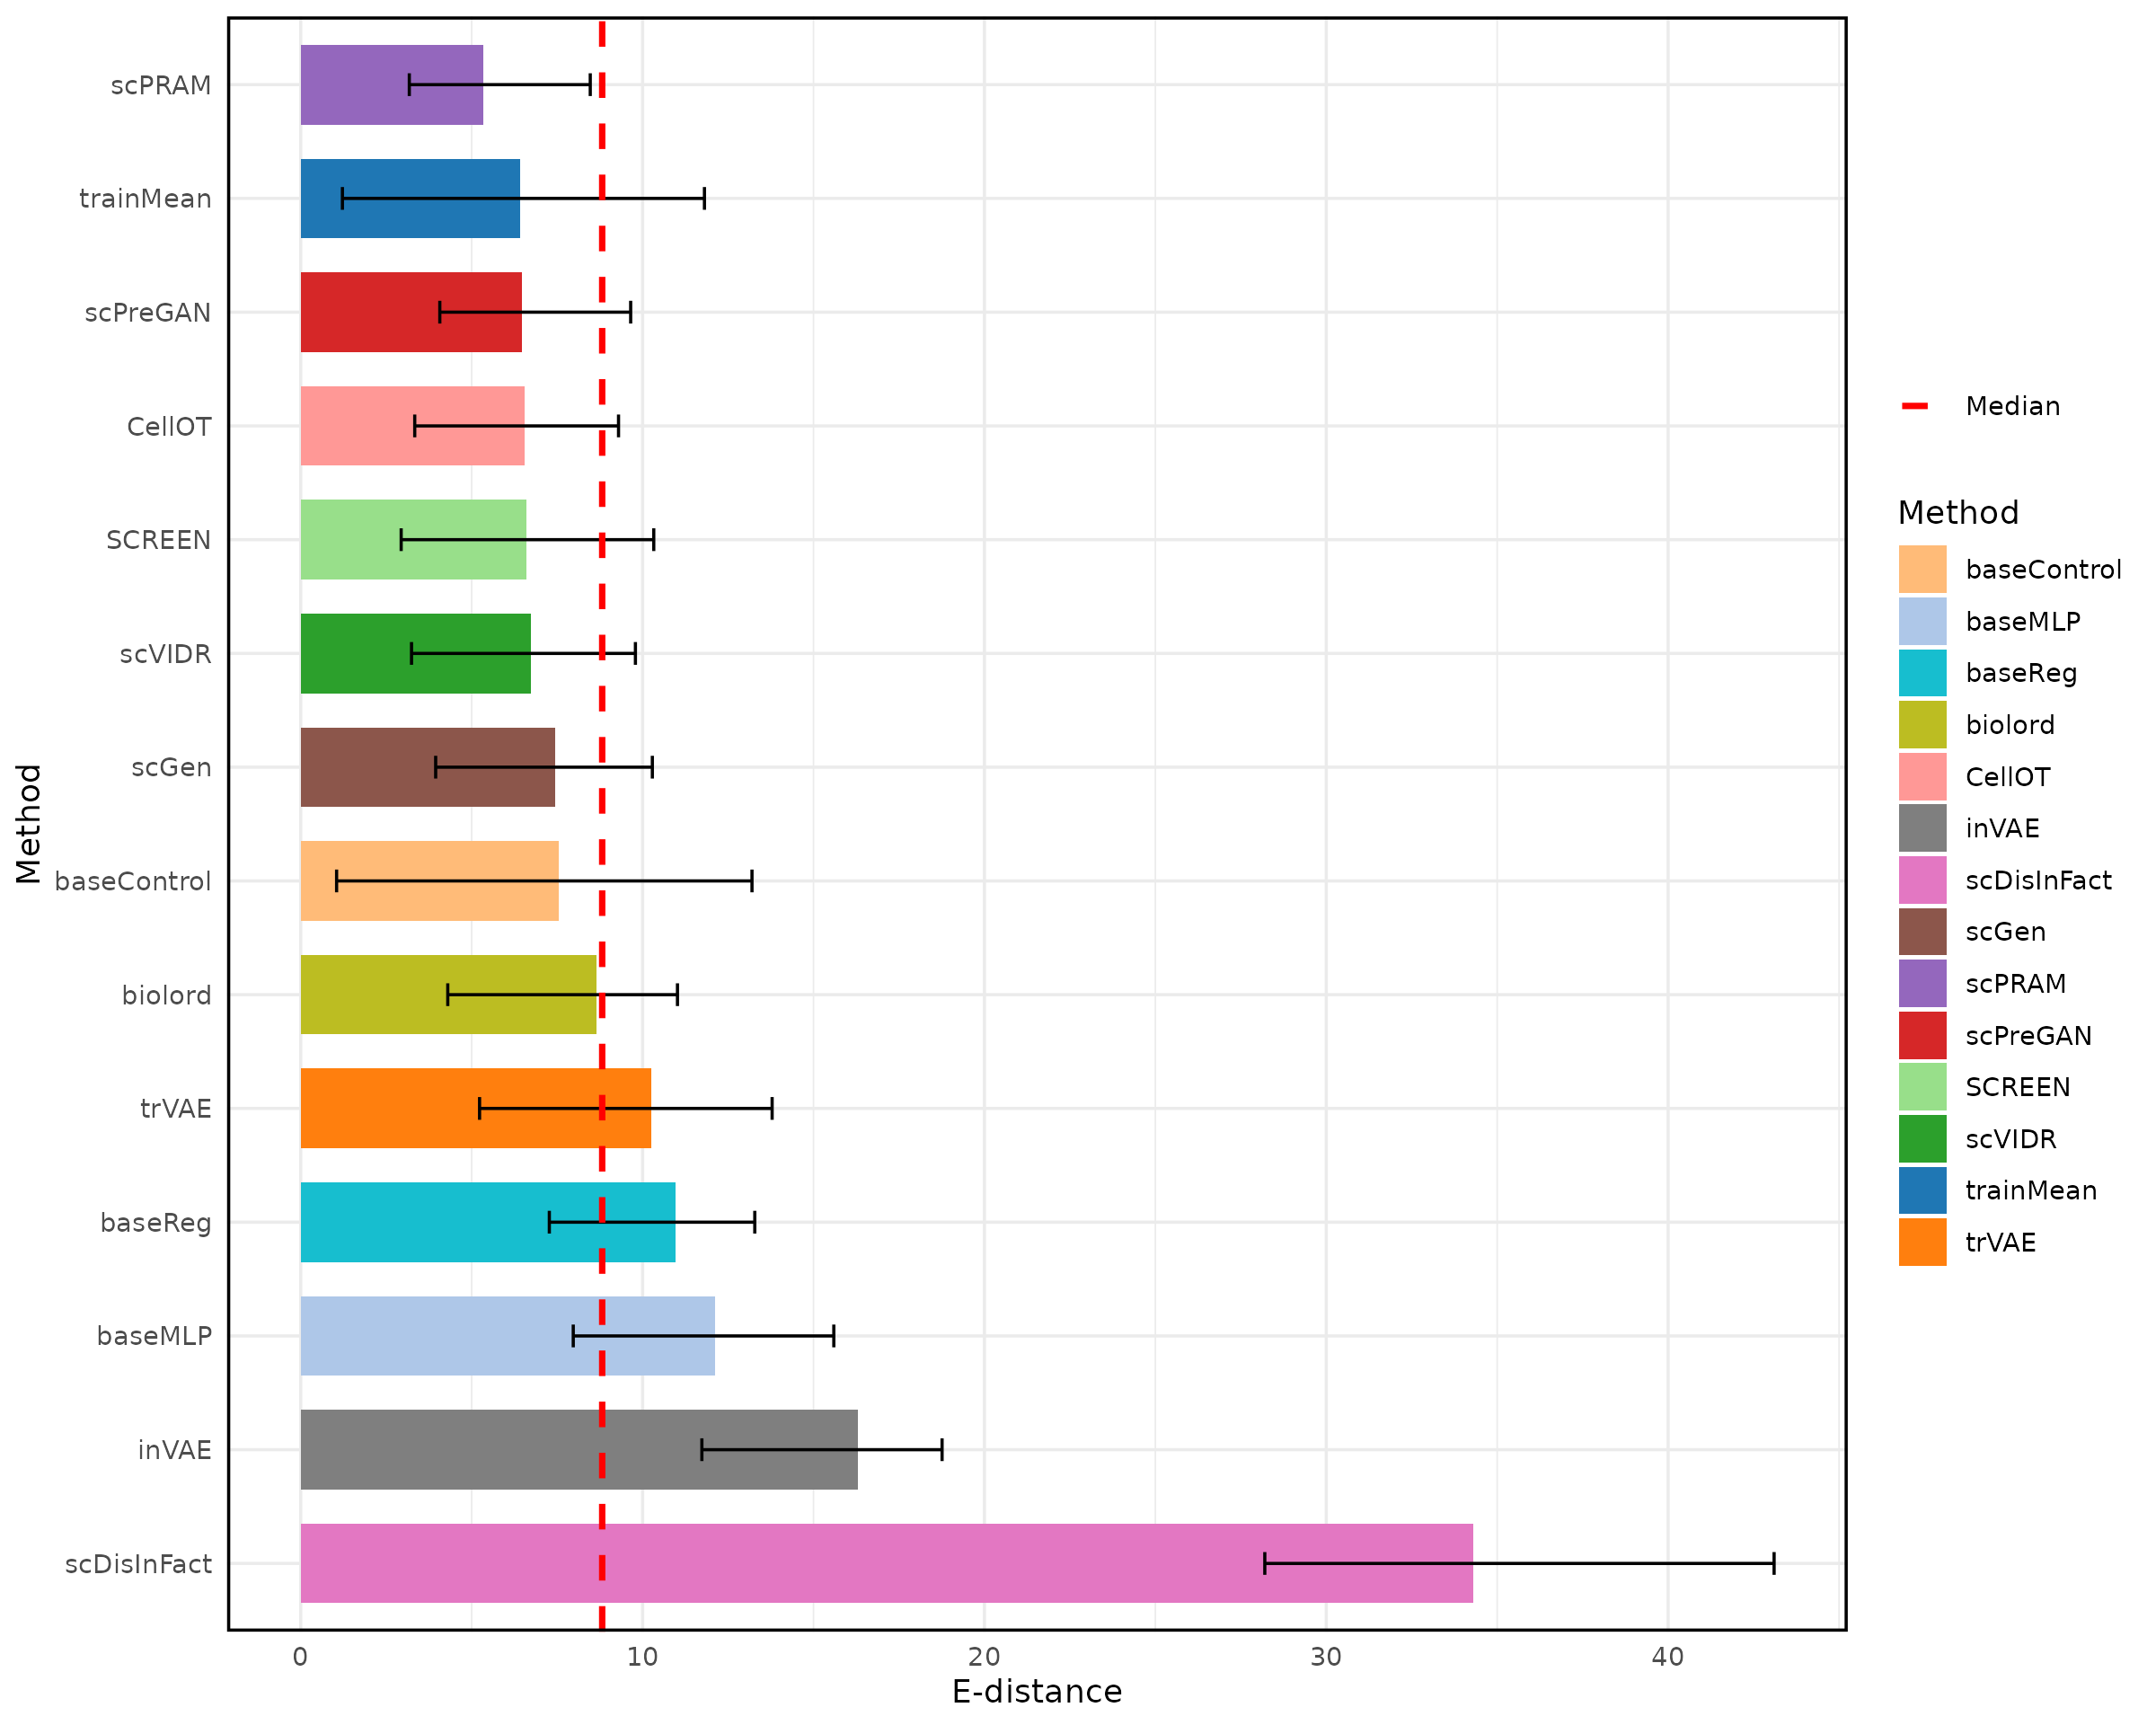 scPRAM
trainMean
scPreGAN
CellOT
SCREEN
scVIDR
scGen
baseControl
biolord
trVAE
baseReg
baseMLP
inVAE
scDisInFact
Method
0 10 20 30 40
E-distance
Median
Method
baseControl
baseMLP
baseReg
biolord
CellOT
inVAE
scDisInFact
scGen
scPRAM
scPreGAN
SCREEN
scVIDR
trainMean
trVAE